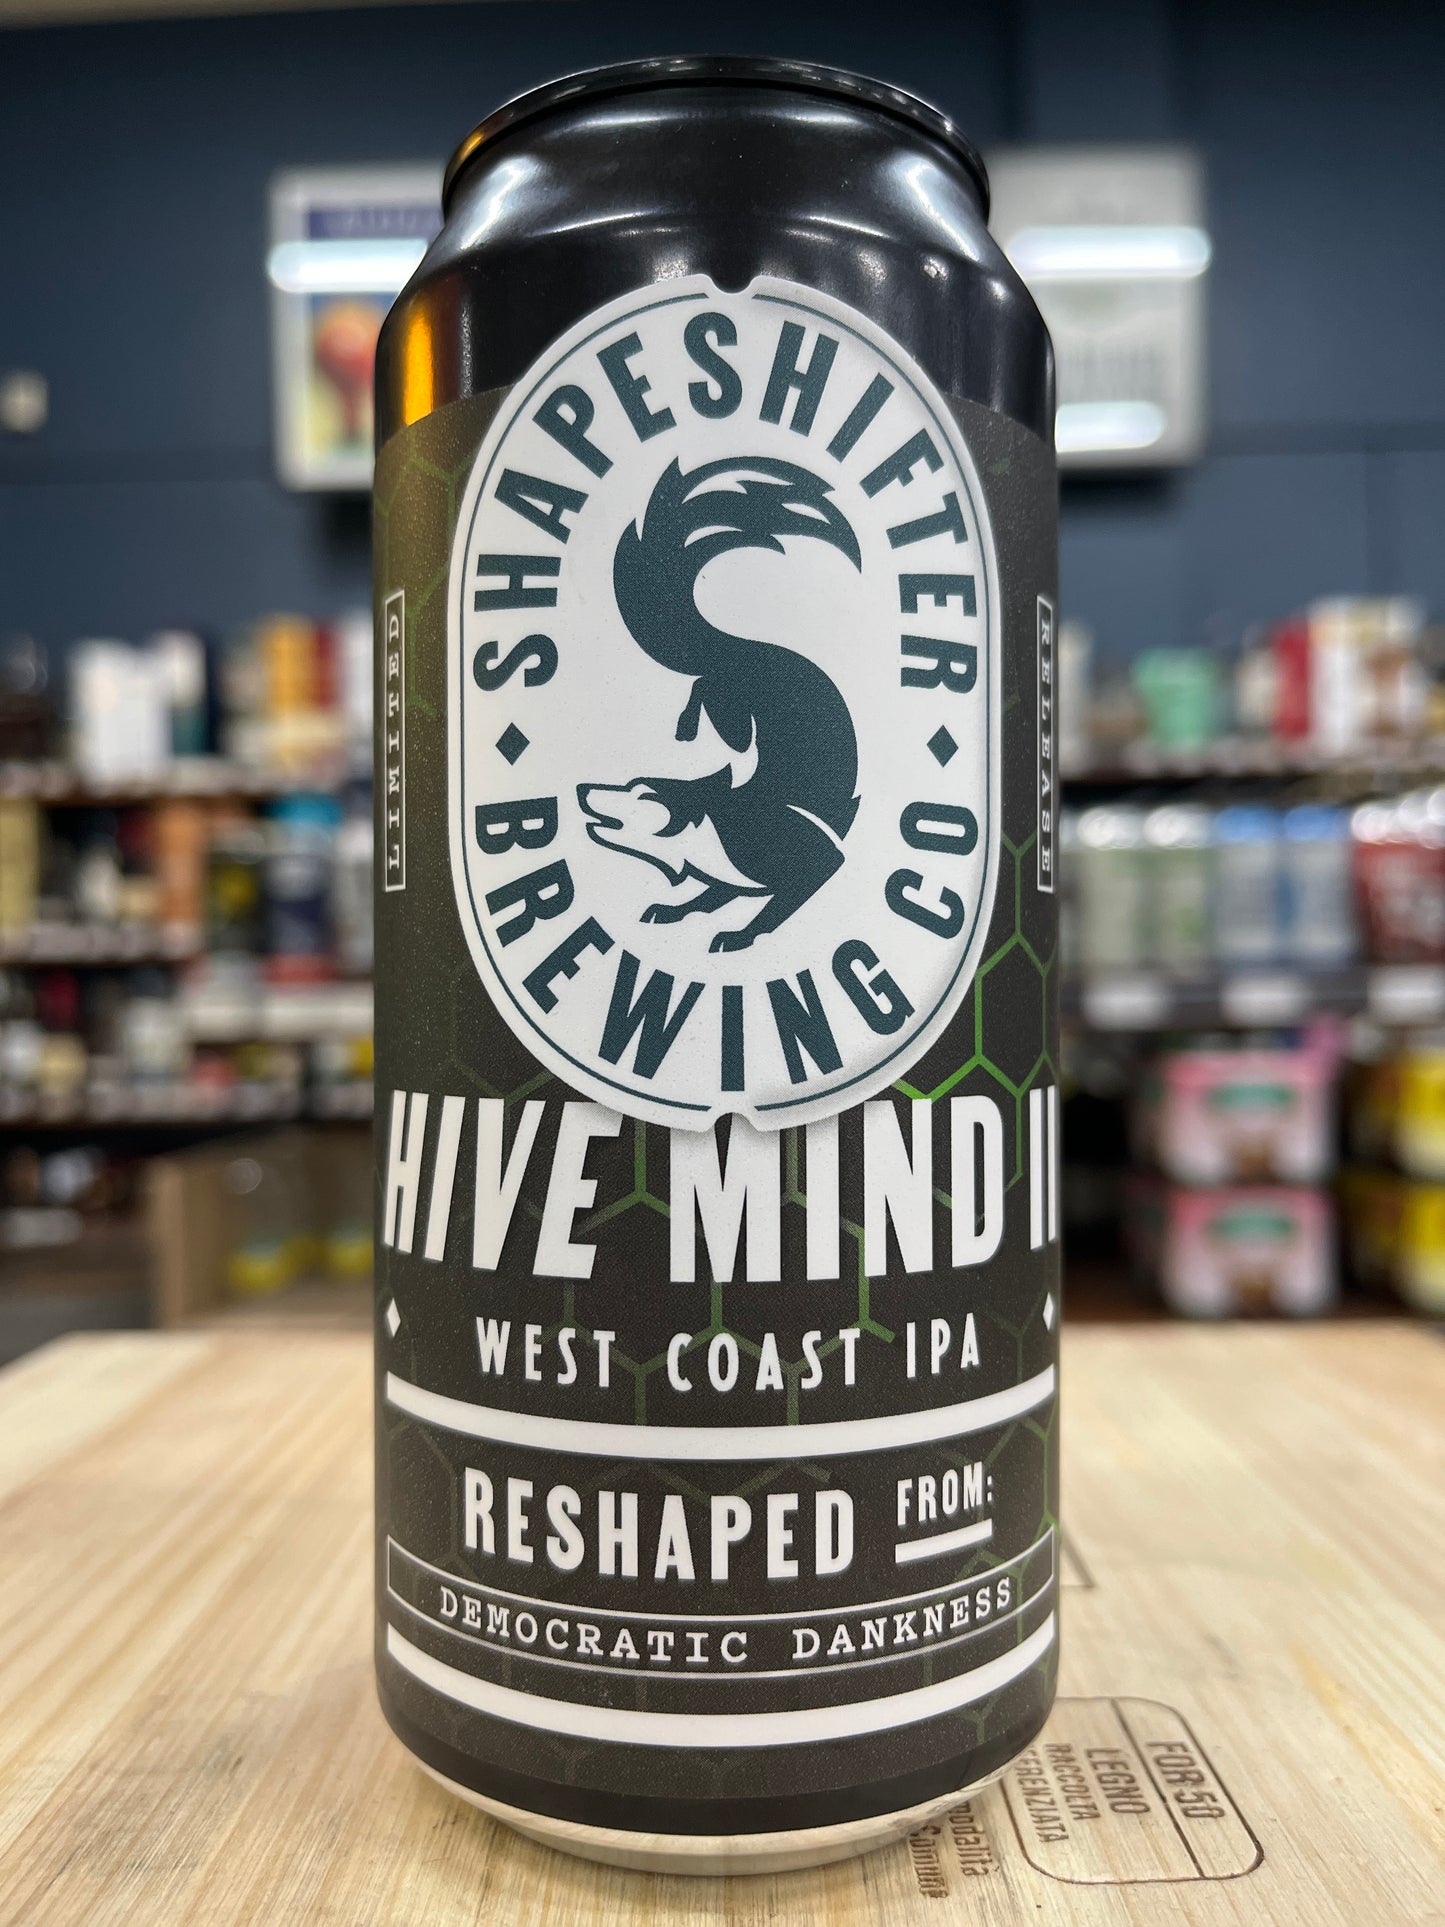 SHAPESHIFTER
BREWING CO
LIMITED
RELEASE
HIVE MIND II
WEST COAST IPA
RESHAPED FROM:
DEMOCRATIC DANKNESS
FOR 50
LEGNO
RACCOLTA